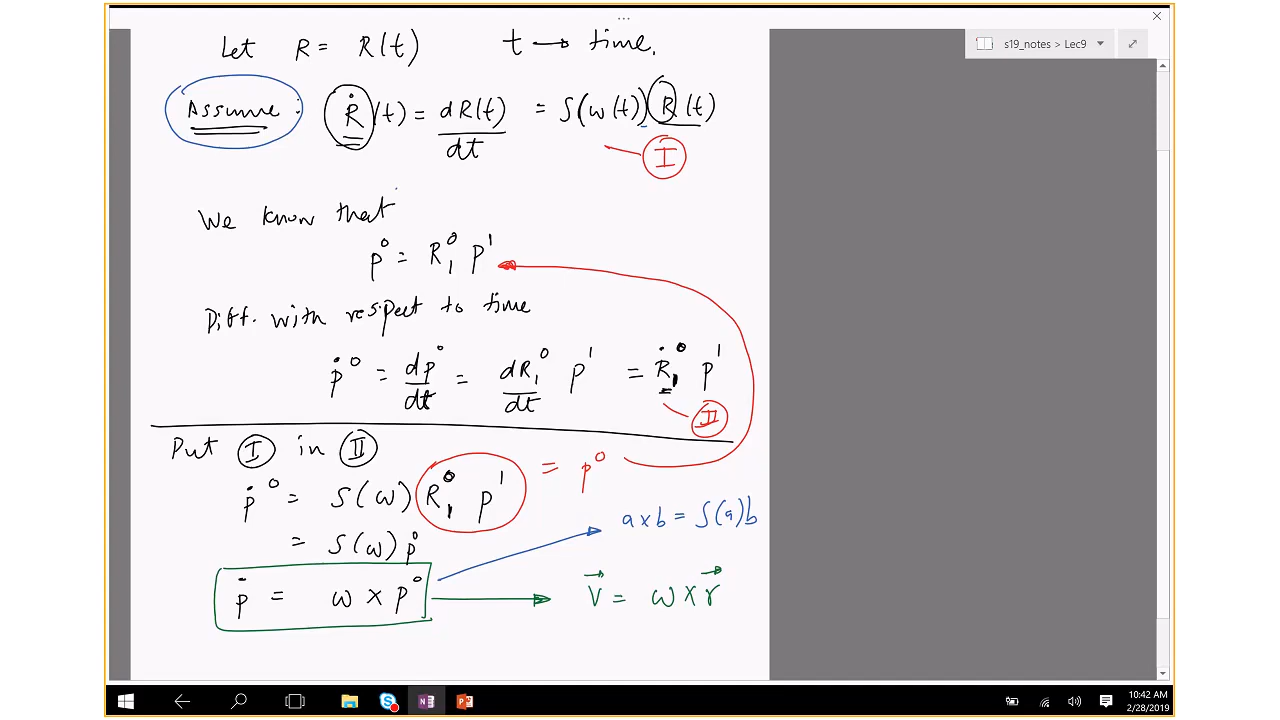 s19_notes > Lec9
Let R = R(t) t → time.
Assume : Ṙ(t) = dR(t)/dt = S(ω(t)) R(t)
I
We know that
p⁰ = R₁⁰ p¹
Diff. with respect to time
ṗ⁰ = dp⁰/dt = dR₁⁰/dt p¹ = Ṙ₁⁰ p¹
II
Put I in II
ṗ⁰ = S(ω) R₁⁰ p¹ = p⁰
= S(ω) p⁰
a × b = S(a)b
ṗ = ω × p⁰ → v⃗ = ω × r⃗
10:42 AM
2/28/2019